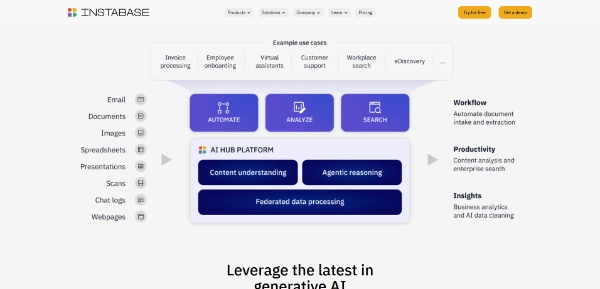 INSTABASE
Products
Solutions
Company
Learn
Pricing
Try for free
Get a demo
Example use cases
Invoice processing
Employee onboarding
Virtual assistants
Customer support
Workplace search
eDiscovery
...
Email
Documents
Images
Spreadsheets
Presentations
Scans
Chat logs
Webpages
AUTOMATE
ANALYZE
SEARCH
AI HUB PLATFORM
Content understanding
Agentic reasoning
Federated data processing
Workflow
Automate document
intake and extraction
Productivity
Content analysis and
enterprise search
Insights
Business analytics
and AI data cleaning
Leverage the latest in
generative AI